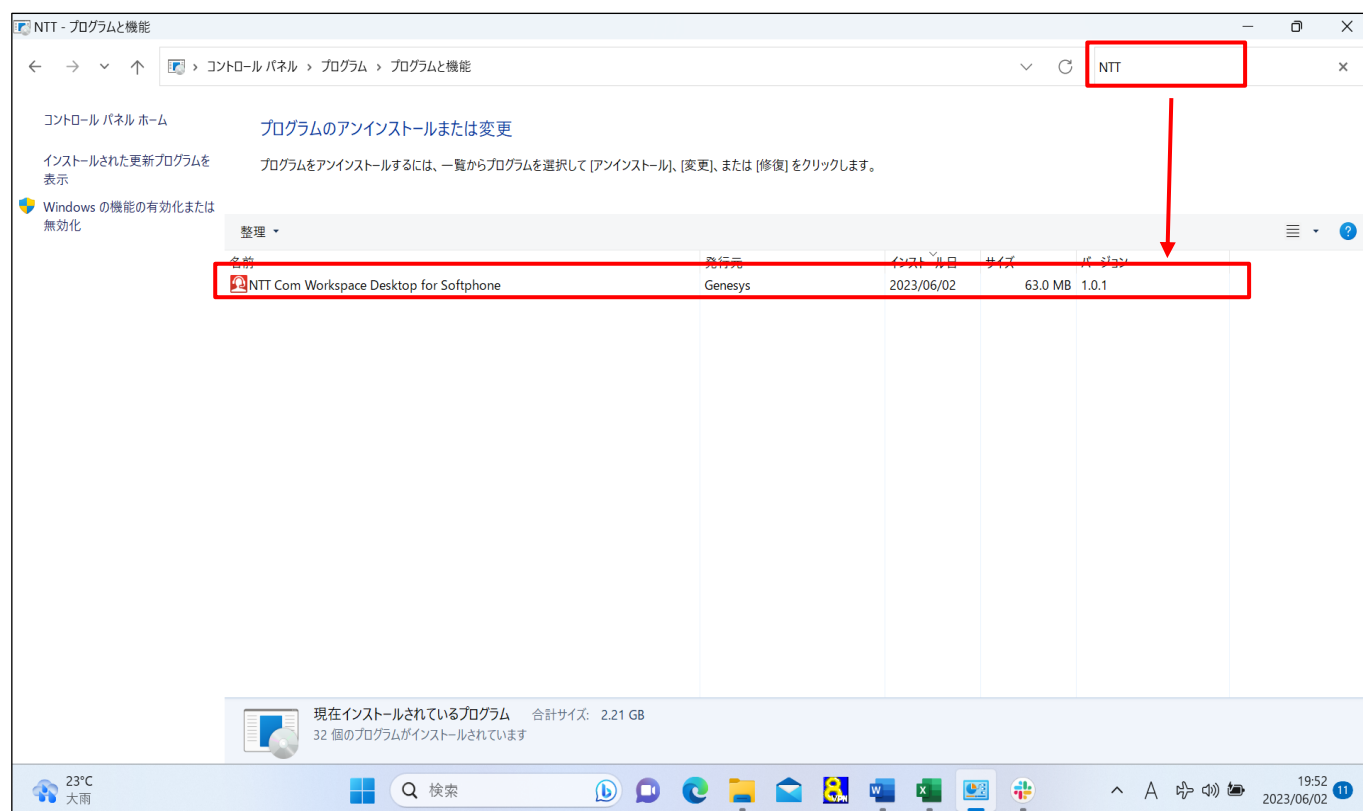 NTT - プログラムと機能
コントロール パネル › プログラム › プログラムと機能
NTT
コントロール パネル ホーム
インストールされた更新プログラムを
表示
Windows の機能の有効化または
無効化
プログラムのアンインストールまたは変更
プログラムをアンインストールするには、一覧からプログラムを選択して [アンインストール]、[変更]、または [修復] をクリックします。
整理
名前 発行元 インストール日 サイズ バージョン
NTT Com Workspace Desktop for Softphone Genesys 2023/06/02 63.0 MB 1.0.1
現在インストールされているプログラム 合計サイズ: 2.21 GB
32 個のプログラムがインストールされています
23°C
大雨
検索
A
19:52
2023/06/02
11